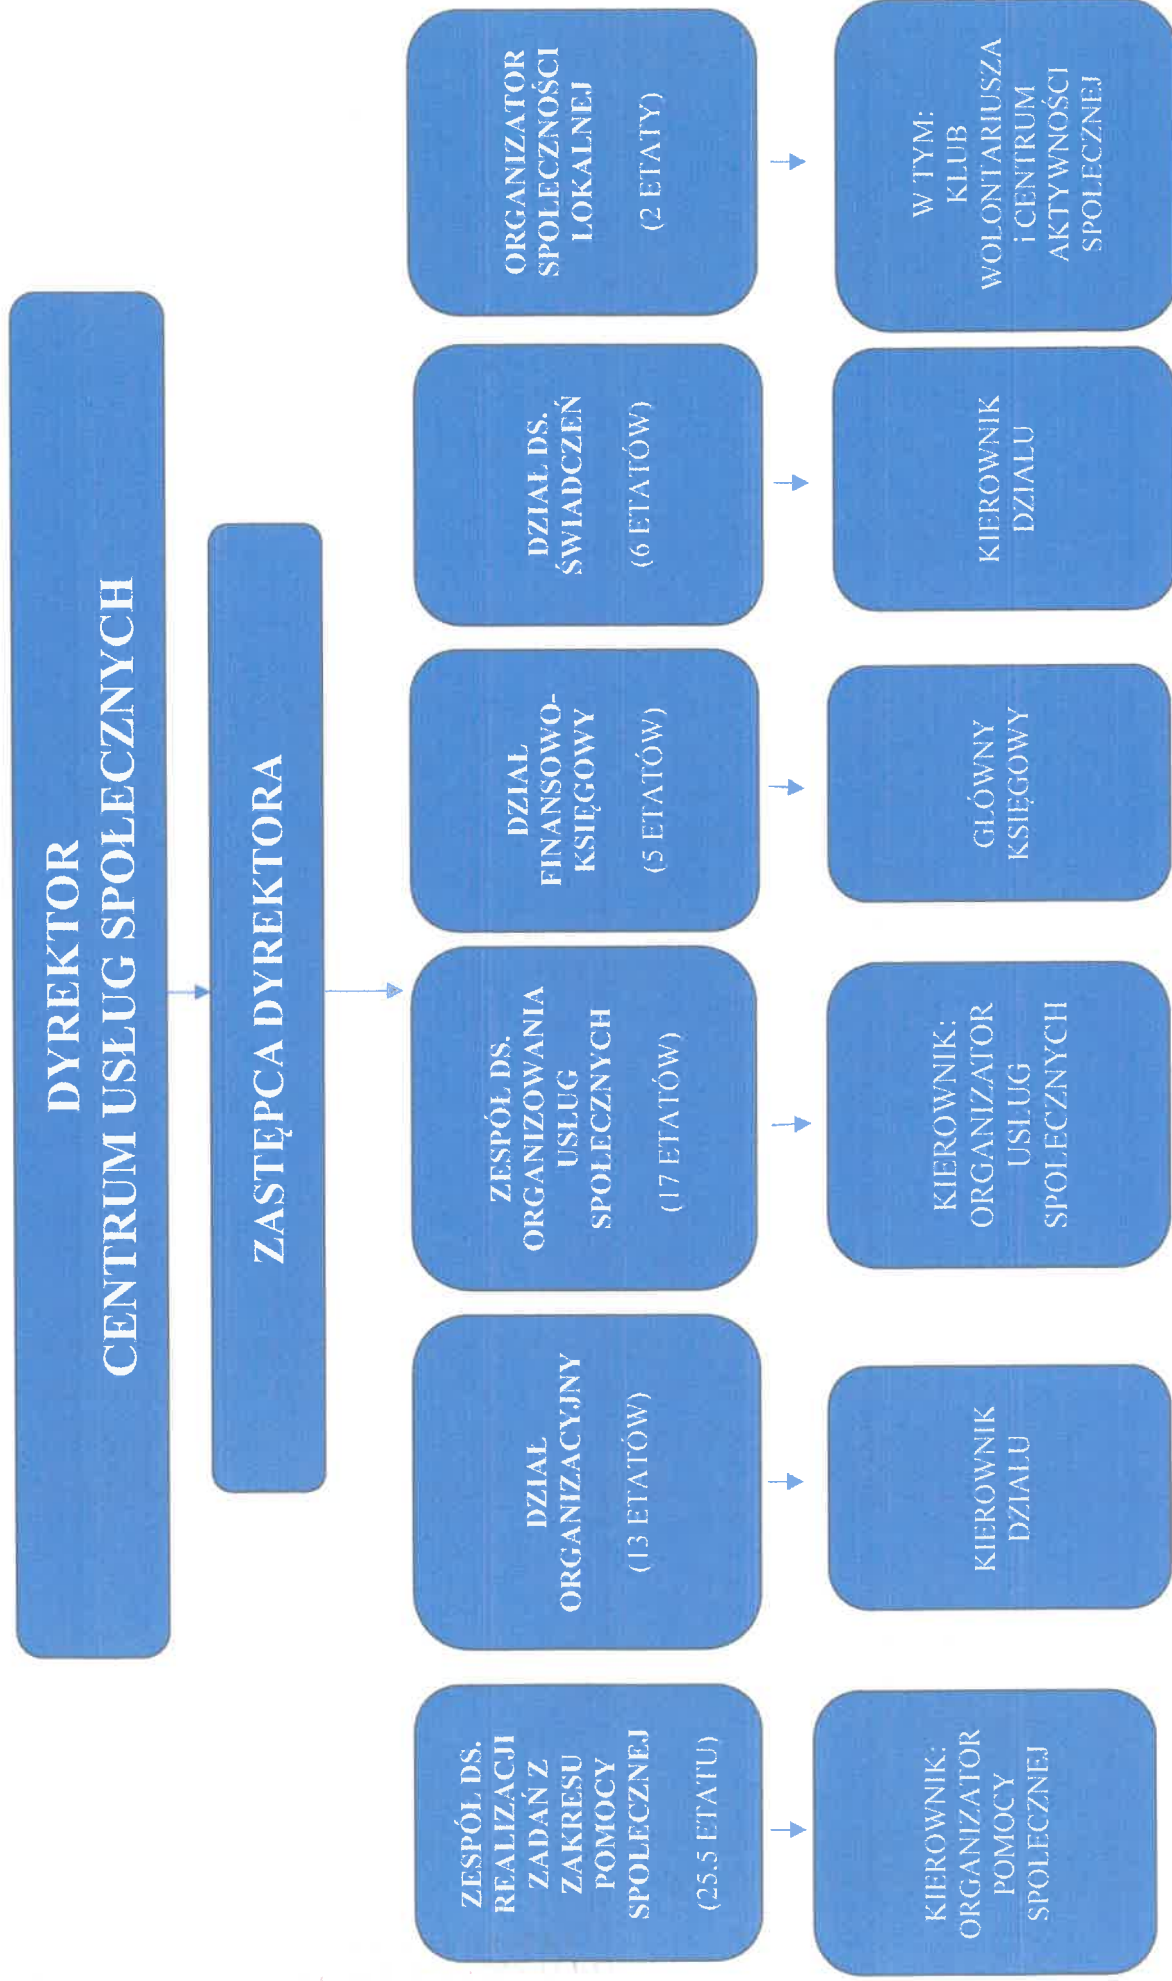 DYREKTOR
CENTRUM USŁUG SPOŁECZNYCH
ZASTĘPCA DYREKTORA
ZESPÓŁ DS.
REALIZACJI
ZADAŃ Z
ZAKRESU
POMOCY
SPOŁECZNEJ
(25.5 ETATU)
DZIAŁ
ORGANIZACYJNY
(13 ETATÓW)
ZESPÓŁ DS.
ORGANIZOWANIA
USŁUG
SPOŁECZNYCH
(17 ETATÓW)
DZIAŁ
FINANSOWO-
KSIĘGOWY
(5 ETATÓW)
DZIAŁ DS.
ŚWIADCZEŃ
(6 ETATÓW)
ORGANIZATOR
SPOŁECZNOŚCI
LOKALNEJ
(2 ETATY)
KIEROWNIK:
ORGANIZATOR
POMOCY
SPOŁECZNEJ
KIEROWNIK
DZIAŁU
KIEROWNIK:
ORGANIZATOR
USŁUG
SPOŁECZNYCH
GŁÓWNY
KSIĘGOWY
KIEROWNIK
DZIAŁU
W TYM:
KLUB
WOLONTARIUSZA
i CENTRUM
AKTYWNOŚCI
SPOŁECZNEJ